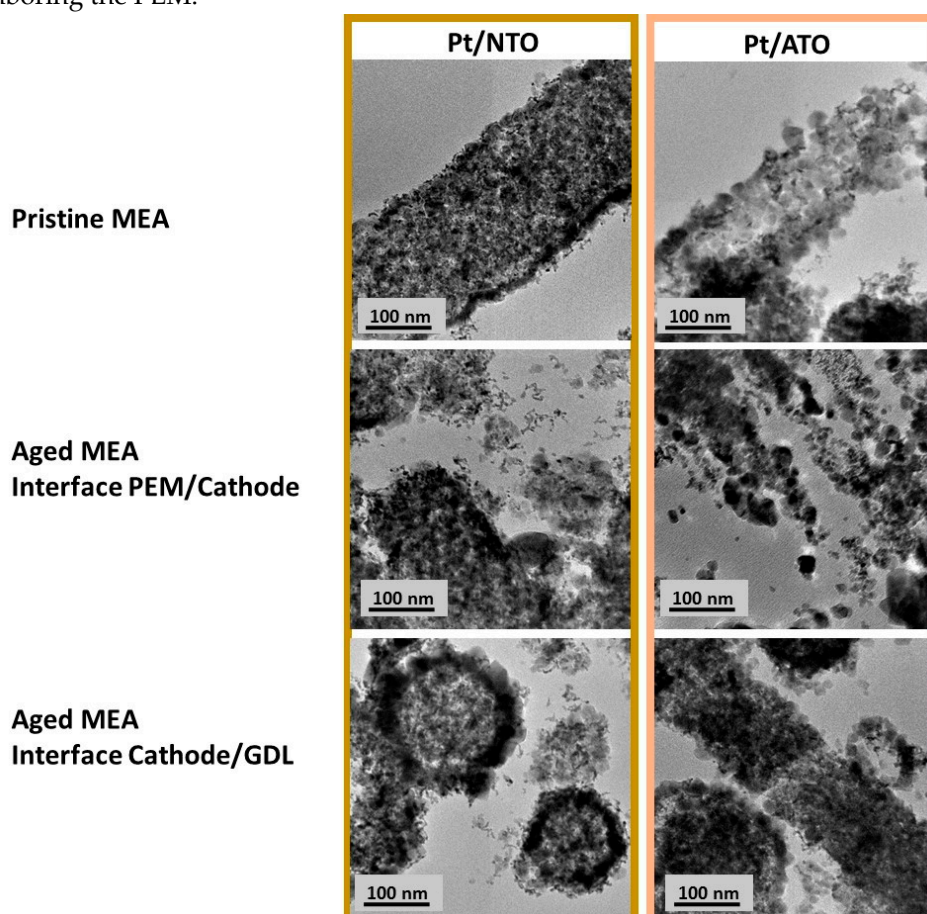 aboring the PEM.
Pt/NTO
Pt/ATO
Pristine MEA
100 nm
100 nm
Aged MEA
Interface PEM/Cathode
100 nm
100 nm
Aged MEA
Interface Cathode/GDL
100 nm
100 nm